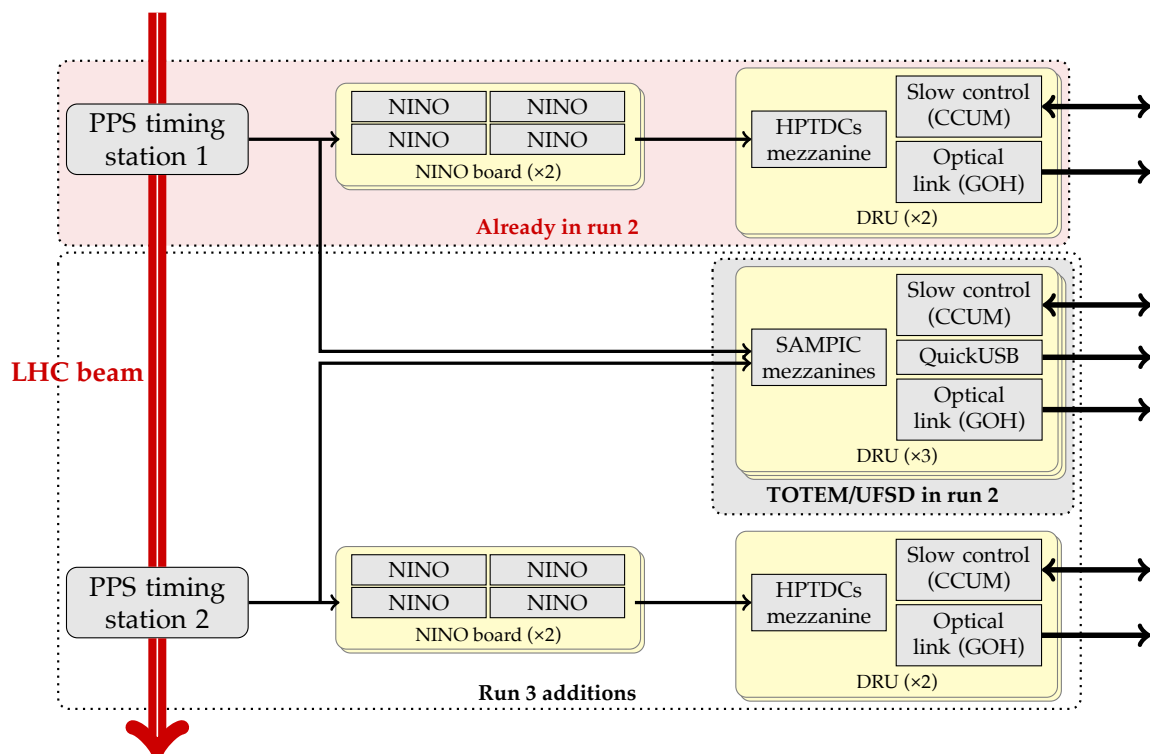 PPS timing
station 1
NINO
NINO
NINO
NINO
NINO board (×2)
HPTDCs
mezzanine
Slow control
(CCUM)
Optical
link (GOH)
DRU (×2)
Already in run 2
LHC beam
SAMPIC
mezzanines
Slow control
(CCUM)
QuickUSB
Optical
link (GOH)
DRU (×3)
TOTEM/UFSD in run 2
PPS timing
station 2
NINO
NINO
NINO
NINO
NINO board (×2)
HPTDCs
mezzanine
Slow control
(CCUM)
Optical
link (GOH)
DRU (×2)
Run 3 additions